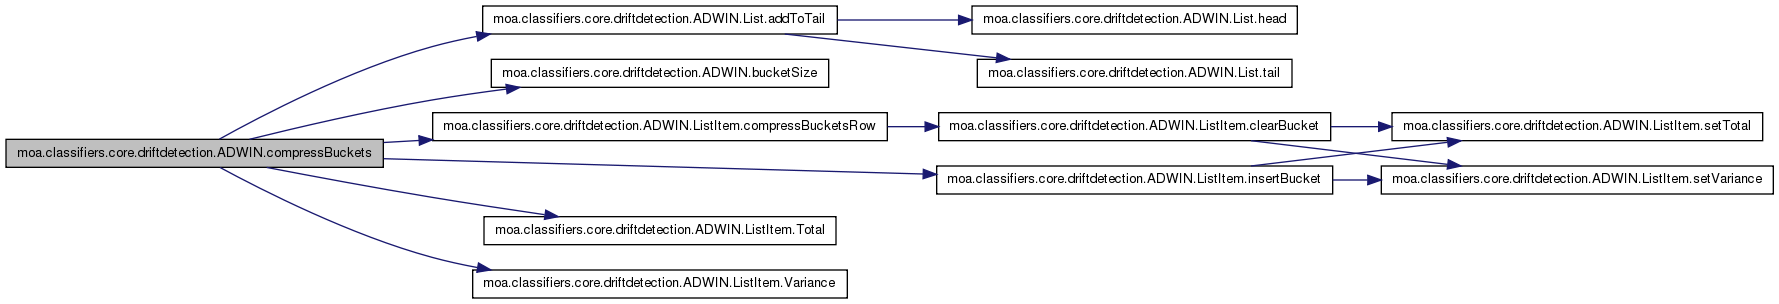 moa.classifiers.core.driftdetection.ADWIN.List.addToTail
moa.classifiers.core.driftdetection.ADWIN.List.head
moa.classifiers.core.driftdetection.ADWIN.bucketSize
moa.classifiers.core.driftdetection.ADWIN.List.tail
moa.classifiers.core.driftdetection.ADWIN.ListItem.compressBucketsRow
moa.classifiers.core.driftdetection.ADWIN.ListItem.clearBucket
moa.classifiers.core.driftdetection.ADWIN.ListItem.setTotal
moa.classifiers.core.driftdetection.ADWIN.compressBuckets
moa.classifiers.core.driftdetection.ADWIN.ListItem.insertBucket
moa.classifiers.core.driftdetection.ADWIN.ListItem.setVariance
moa.classifiers.core.driftdetection.ADWIN.ListItem.Total
moa.classifiers.core.driftdetection.ADWIN.ListItem.Variance